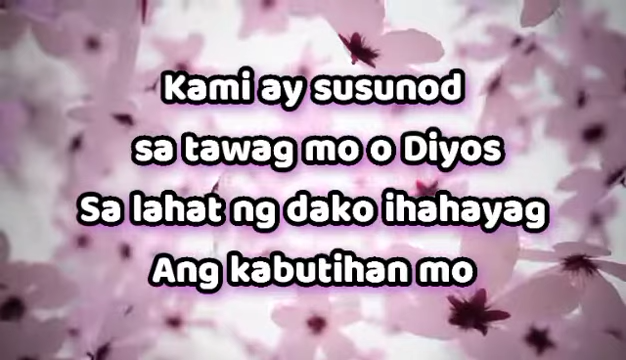 Kami ay susunod
sa tawag mo o Diyos
Sa lahat ng dako ihahayag
Ang kabutihan mo